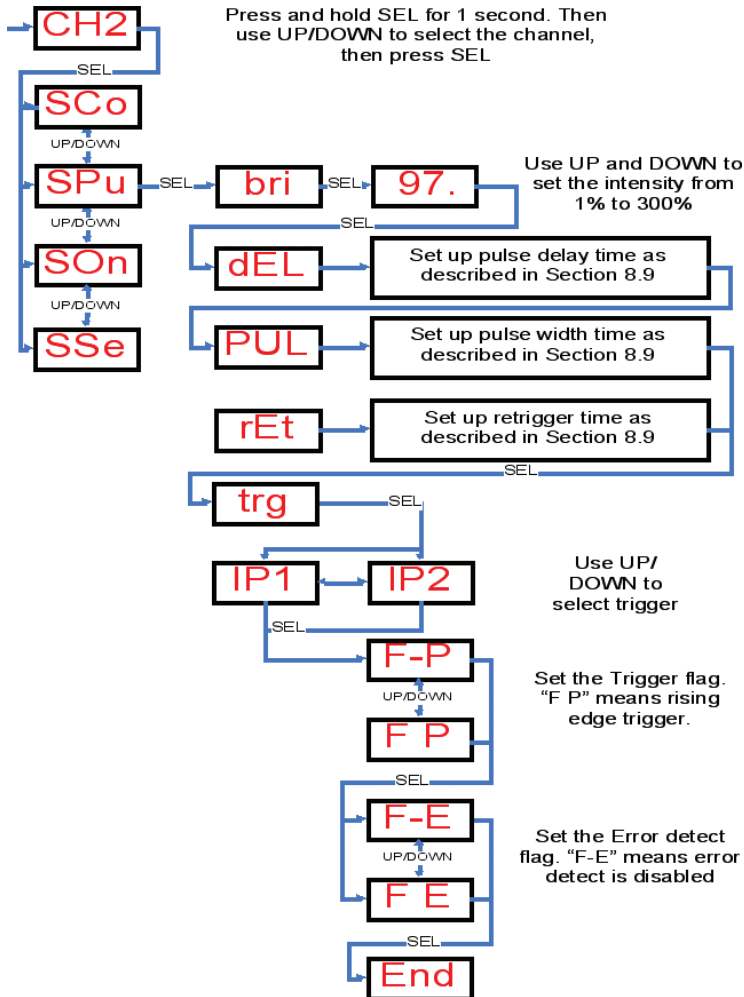 CH2
Press and hold SEL for 1 second. Then
use UP/DOWN to select the channel,
then press SEL
SEL
SCo
UP/DOWN
SPu
SEL
bri
SEL
97.
Use UP and DOWN to
set the intensity from
1% to 300%
UP/DOWN
SEL
SOn
dEL
Set up pulse delay time as
described in Section 8.9
UP/DOWN
SSe
PUL
Set up pulse width time as
described in Section 8.9
rEt
Set up retrigger time as
described in Section 8.9
SEL
trg
SEL
IP1
IP2
Use UP/
DOWN to
select trigger
SEL
F-P
UP/DOWN
F P
Set the Trigger flag.
“F P” means rising
edge trigger.
SEL
F-E
UP/DOWN
F E
Set the Error detect
flag. “F-E” means error
detect is disabled
SEL
End